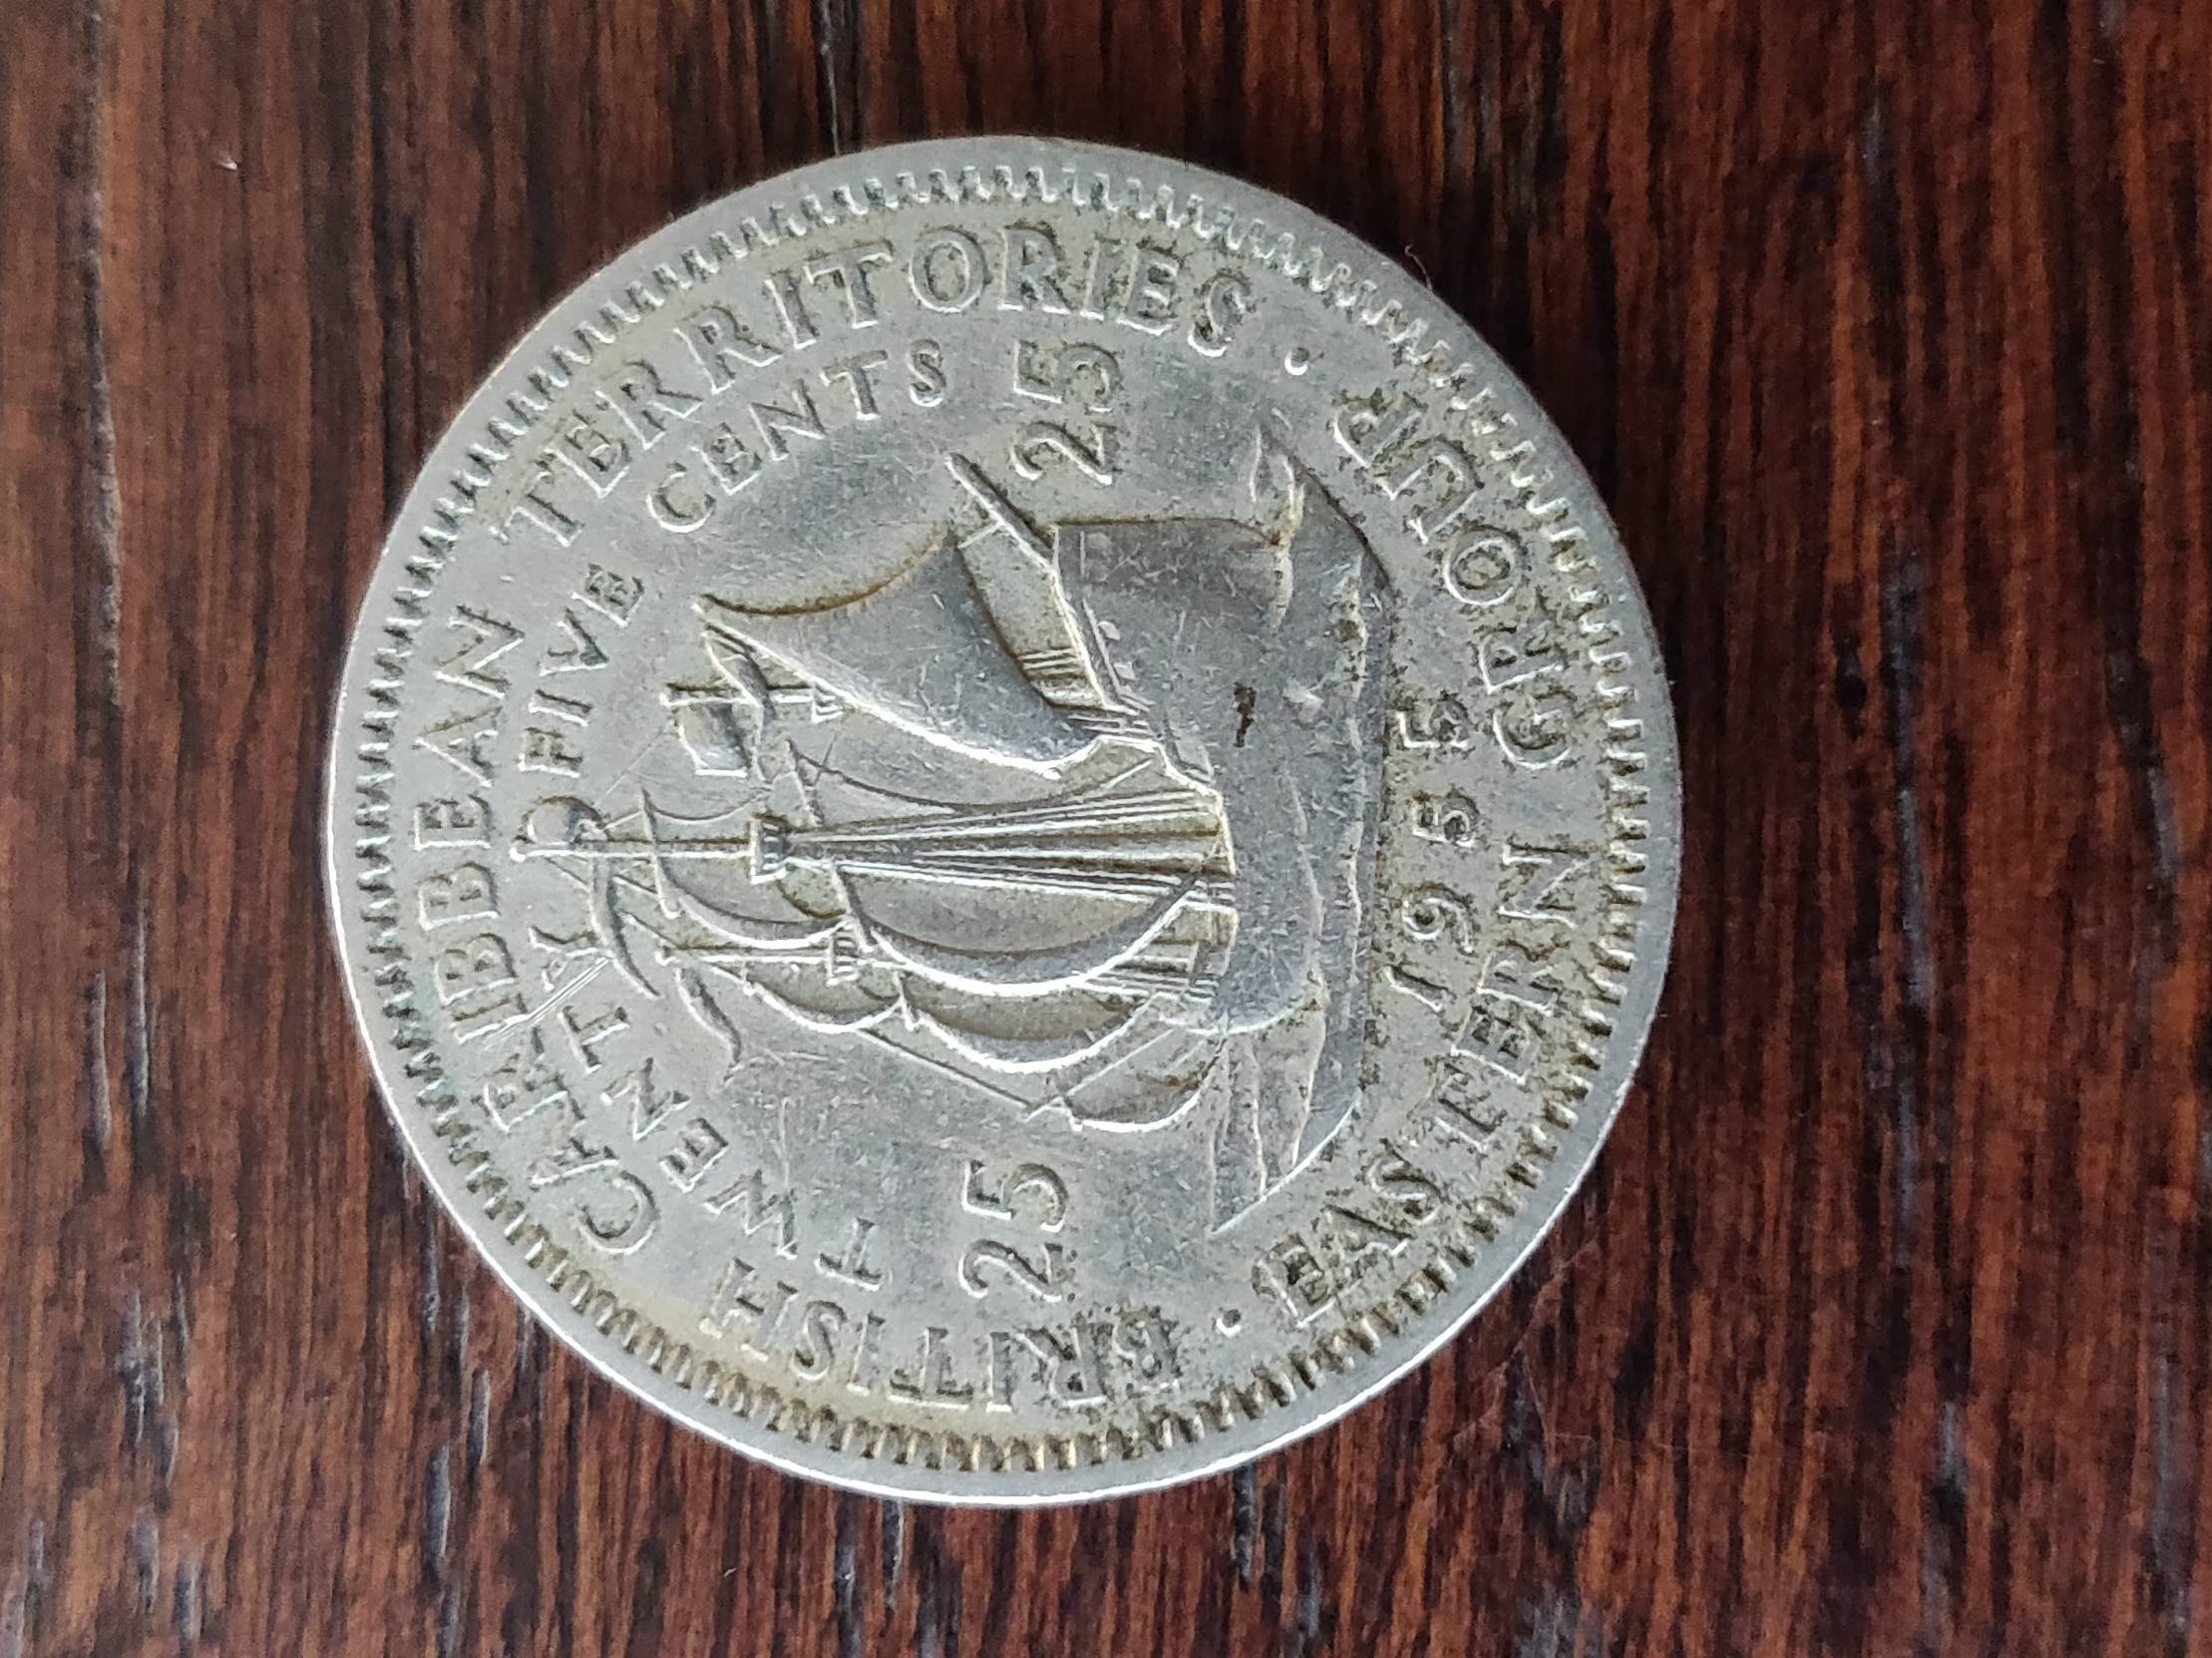 BRITISH CARIBBEAN TERRITORIES
TWENTY FIVE CENTS
25 25
1955
· EASTERN GROUP ·